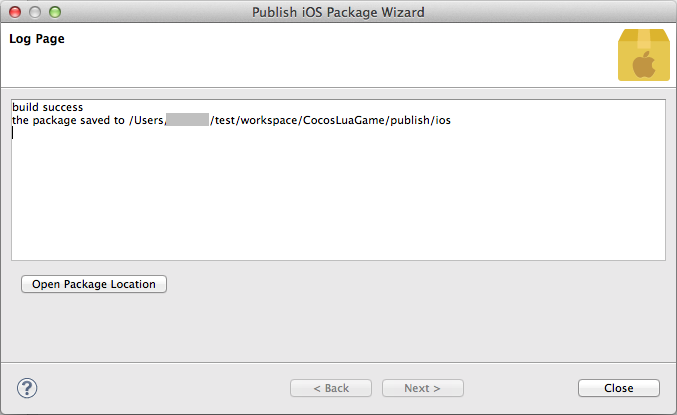 Publish iOS Package Wizard
Log Page
build success
the package saved to /Users/ /test/workspace/CocosLuaGame/publish/ios
Open Package Location
?
< Back
Next >
Close